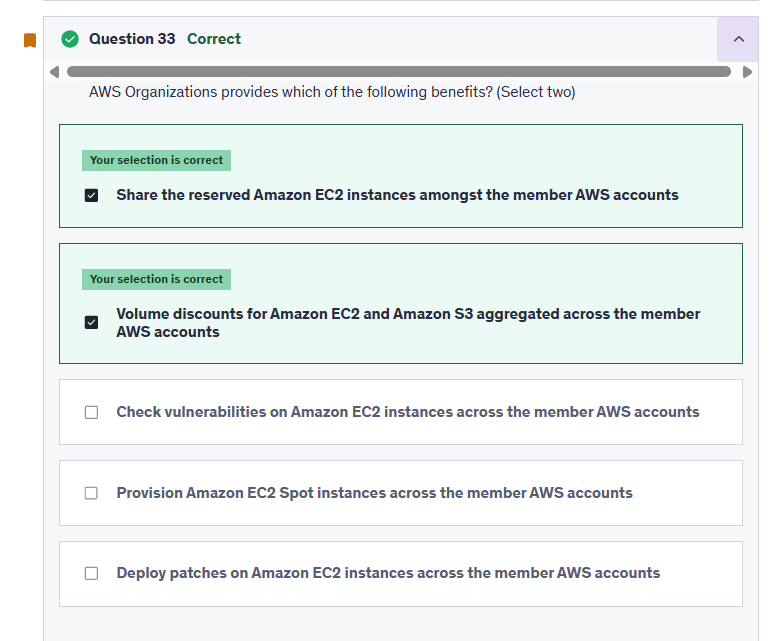 Question 33 Correct
AWS Organizations provides which of the following benefits? (Select two)
Your selection is correct
Share the reserved Amazon EC2 instances amongst the member AWS accounts
Your selection is correct
Volume discounts for Amazon EC2 and Amazon S3 aggregated across the member
AWS accounts
Check vulnerabilities on Amazon EC2 instances across the member AWS accounts
Provision Amazon EC2 Spot instances across the member AWS accounts
Deploy patches on Amazon EC2 instances across the member AWS accounts